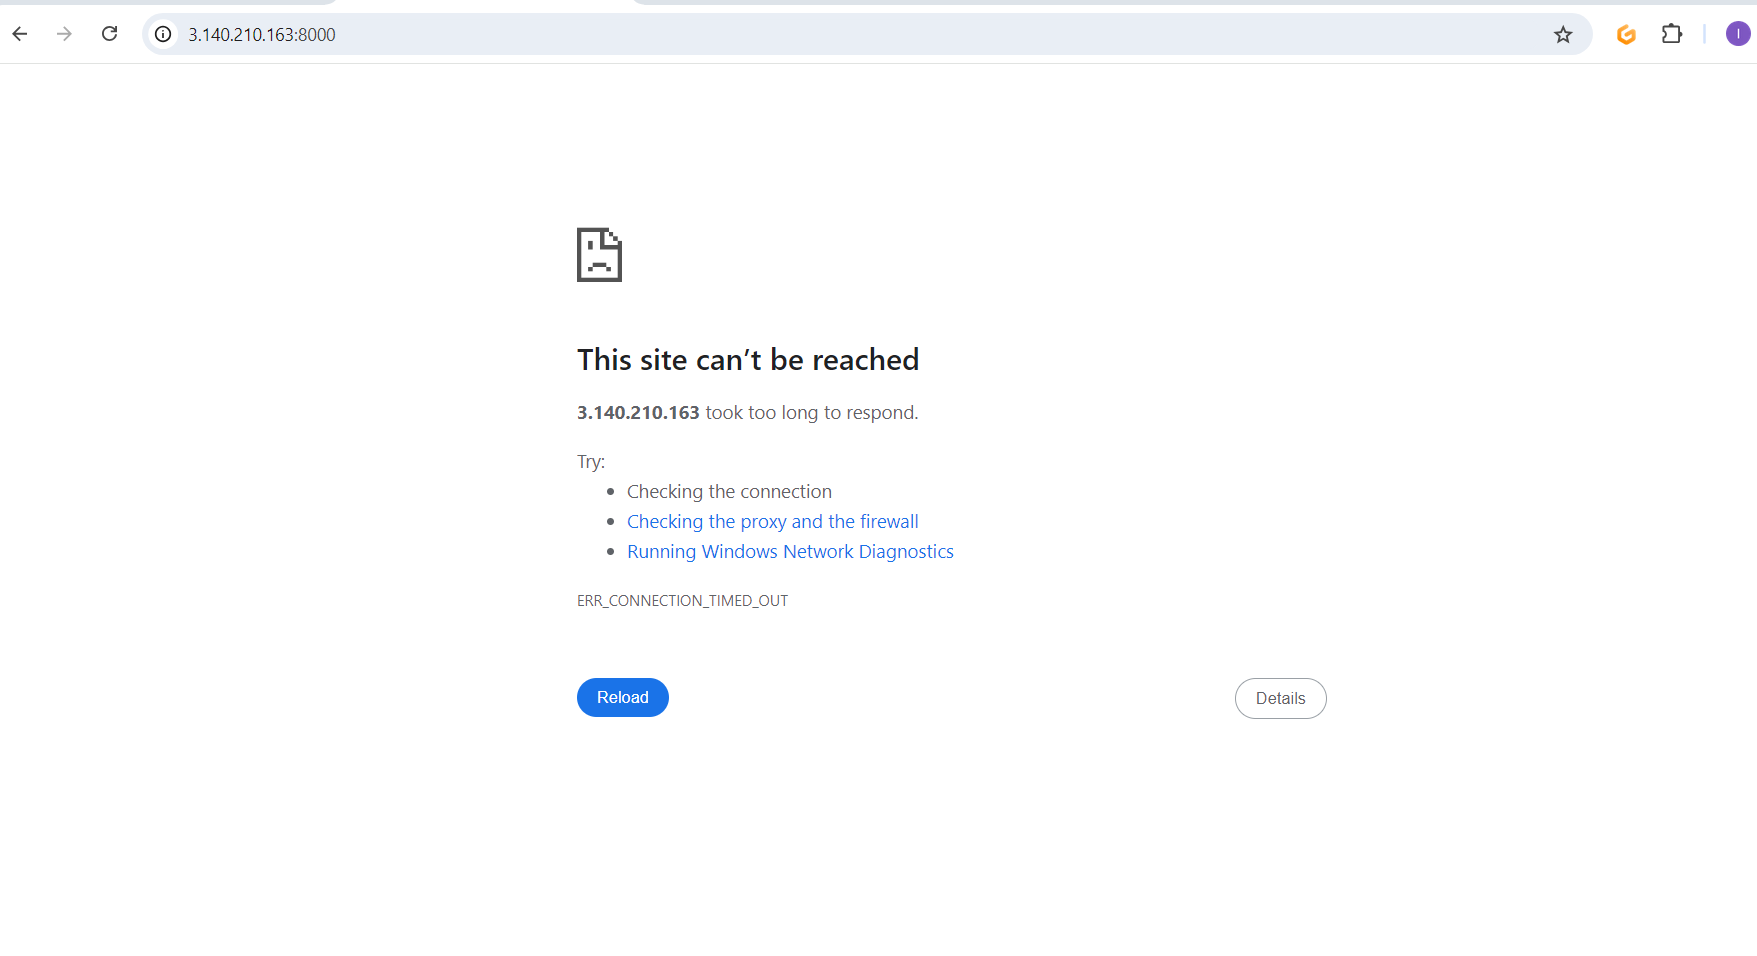 3.140.210.163:8000
I
This site can’t be reached
3.140.210.163 took too long to respond.
Try:
Checking the connection
Checking the proxy and the firewall
Running Windows Network Diagnostics
ERR_CONNECTION_TIMED_OUT
Reload
Details